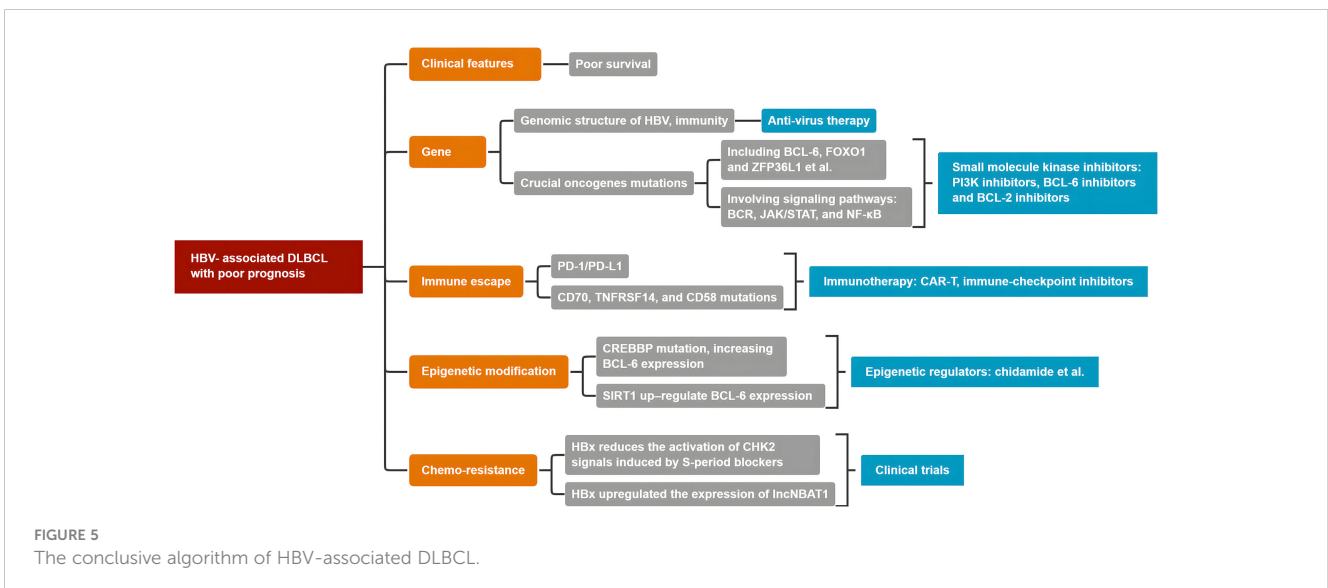 Clinical features
Poor survival
Genomic structure of HBV, immunity
Anti-virus therapy
Gene
Including BCL-6, FOXO1
and ZFP36L1 et al.
Crucial oncogenes mutations
Involving signaling pathways:
BCR, JAK/STAT, and NF-κB
Small molecule kinase inhibitors:
PI3K inhibitors, BCL-6 inhibitors
and BCL-2 inhibitors
HBV- associated DLBCL
with poor prognosis
Immune escape
PD-1/PD-L1
CD70, TNFRSF14, and CD58 mutations
Immunotherapy: CAR-T, immune-checkpoint inhibitors
Epigenetic modification
CREBBP mutation, increasing
BCL-6 expression
SIRT1 up–regulate BCL-6 expression
Epigenetic regulators: chidamide et al.
Chemo-resistance
HBx reduces the activation of CHK2
signals induced by S-period blockers
HBx upregulated the expression of lncNBAT1
Clinical trials
FIGURE 5
The conclusive algorithm of HBV-associated DLBCL.